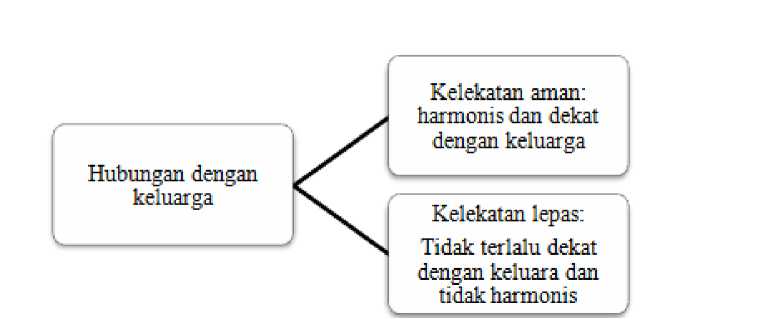 Kelekatan aman:
harmonis dan dekat
dengan keluarga
Hubungan dengan
keluarga
Kelekatan lepas:
Tidak terlalu dekat
dengan keluara dan
tidak harmonis